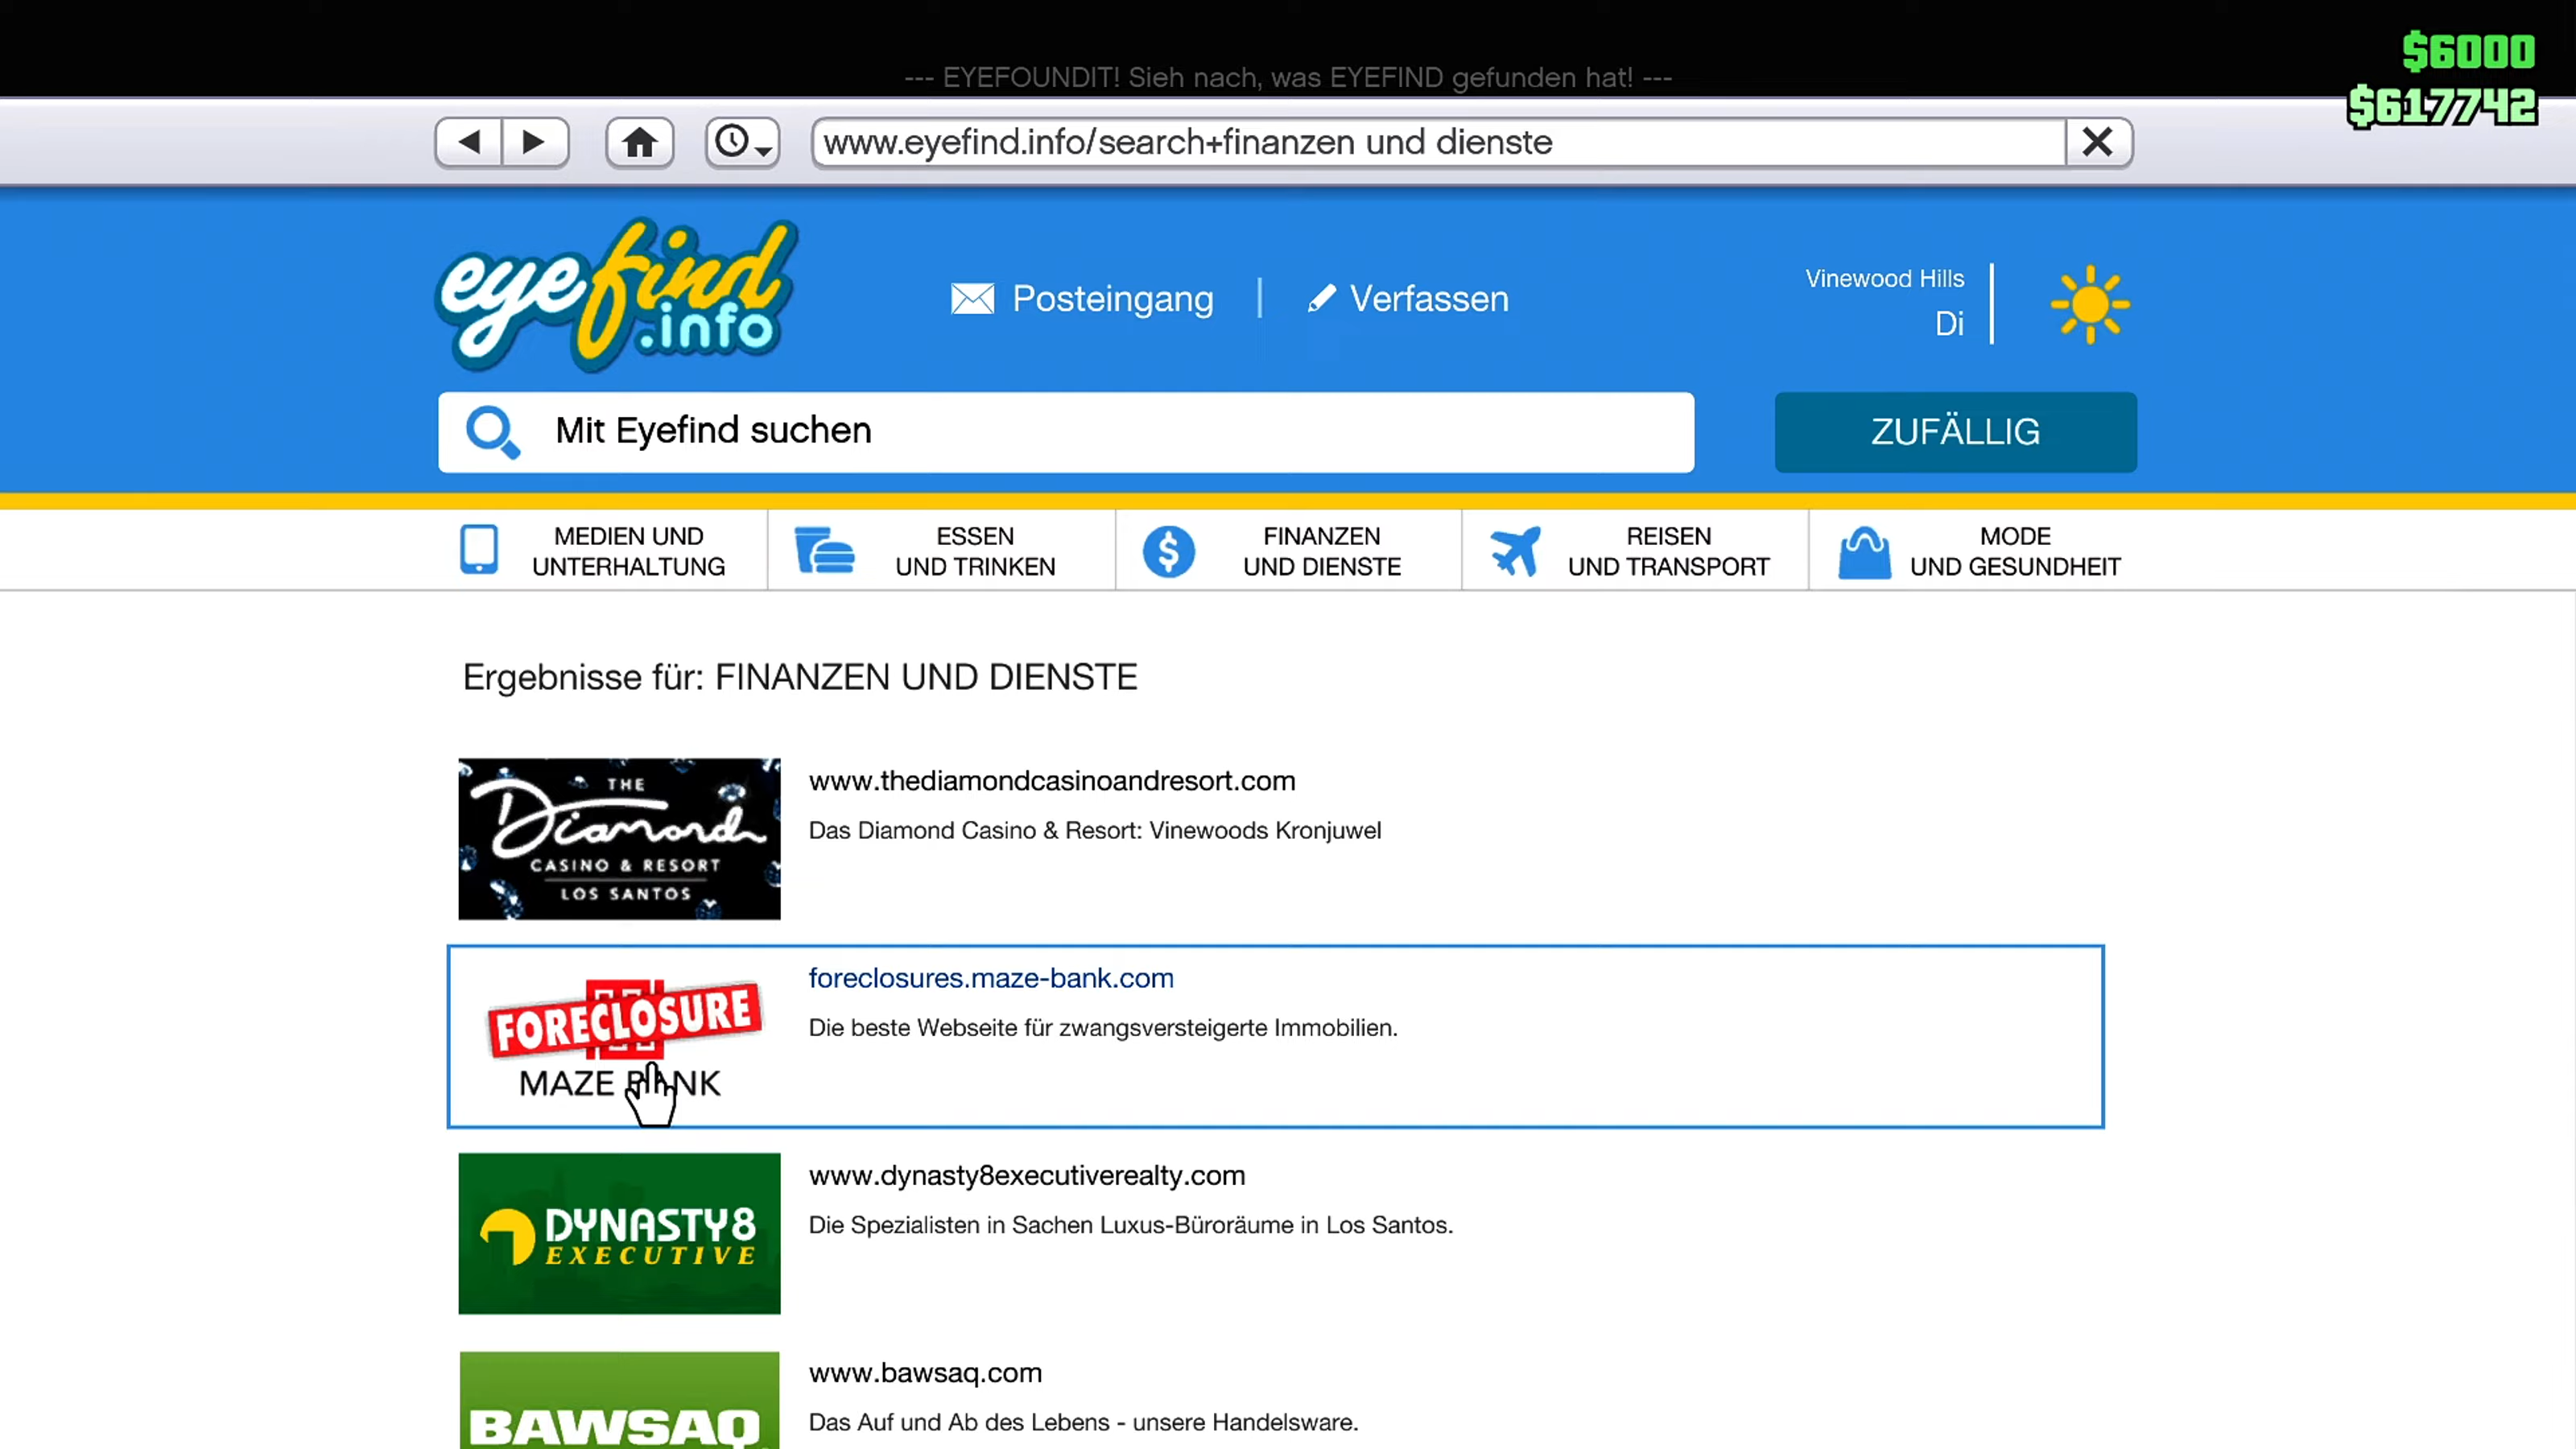 $6000
--- EYEFOUNDIT! Sieh nach, was EYEFIND gefunden hat! ---
$617742
www.eyefind.info/search+finanzen und dienste
eyefind
.info
Posteingang
Verfassen
Vinewood Hills
Di
Mit Eyefind suchen
ZUFÄLLIG
MEDIEN UND
UNTERHALTUNG
ESSEN
UND TRINKEN
FINANZEN
UND DIENSTE
REISEN
UND TRANSPORT
MODE
UND GESUNDHEIT
Ergebnisse für: FINANZEN UND DIENSTE
THE
Diamond
CASINO & RESORT
LOS SANTOS
www.thediamondcasinoandresort.com
Das Diamond Casino & Resort: Vinewoods Kronjuwel
FORECLOSURE
MAZE BANK
foreclosures.maze-bank.com
Die beste Webseite für zwangsversteigerte Immobilien.
DYNASTY8
EXECUTIVE
www.dynasty8executiverealty.com
Die Spezialisten in Sachen Luxus-Büroräume in Los Santos.
BAWSAQ
www.bawsaq.com
Das Auf und Ab des Lebens - unsere Handelsware.